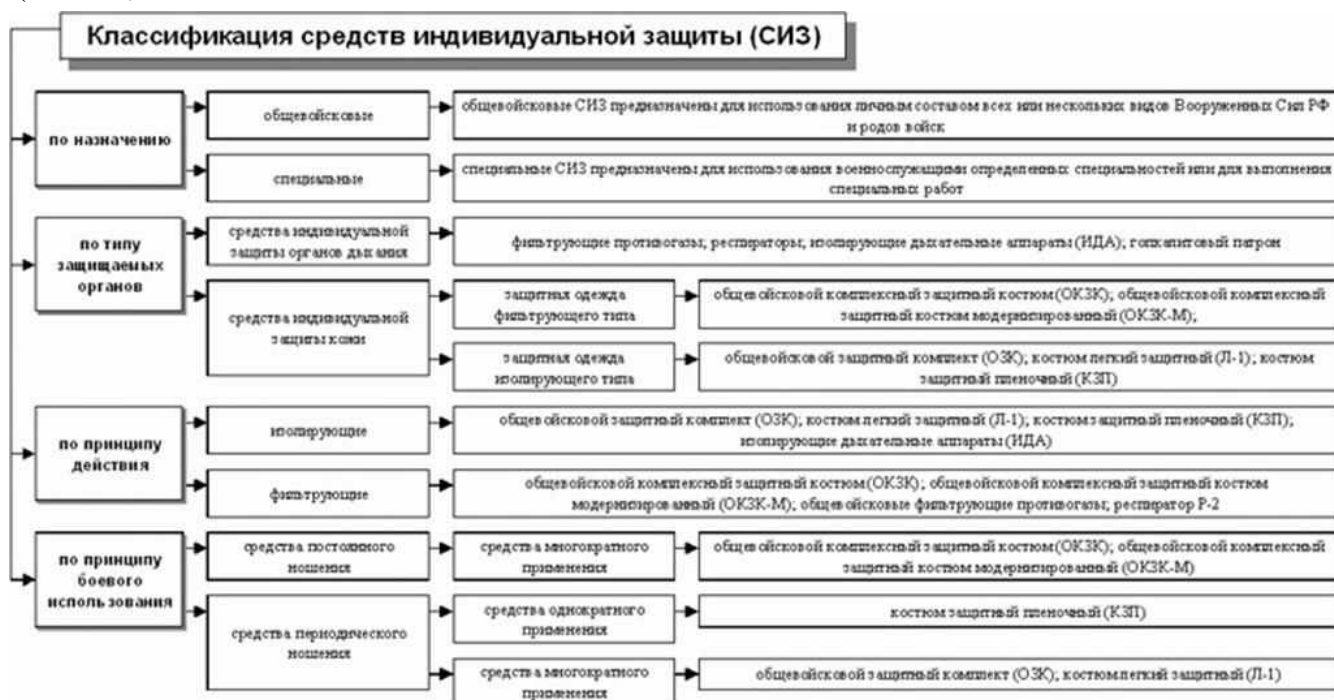 Классификация средств индивидуальной защиты (СИЗ)
по назначению
общевойсковые
общевойсковые СИЗ предназначены для использования личным составом всех или нескольких видов Вооруженных Сил РФ
и родов войск
специальные
специальные СИЗ предназначены для использования военнослужащими определенных специальностей или для выполнения
специальных работ
по типу
защищаемых
органов
средства индивидуальной
защиты органов дыхания
фильтрующие противогазы; респираторы; изолирующие дыхательные аппараты (ИДА); гопкалитовый патрон
средства индивидуальной
защиты кожи
защитная одежда
фильтрующего типа
общевойсковой комплексный защитный костюм (ОКЗК); общевойсковой комплексный
защитный костюм модернизированный (ОКЗК-М);
защитная одежда
изолирующего типа
общевойсковой защитный комплект (ОЗК); костюм легкий защитный (Л-1); костюм
защитный пленочный (КЗП)
по принципу
действия
изолирующие
общевойсковой защитный комплект (ОЗК); костюм легкий защитный (Л-1); костюм защитный пленочный (КЗП);
изолирующие дыхательные аппараты (ИДА)
фильтрующие
общевойсковой комплексный защитный костюм (ОКЗК); общевойсковой комплексный защитный костюм
модернизированный (ОКЗК-М); общевойсковые фильтрующие противогазы; респиратор Р-2
по принципу
боевого
использования
средства постоянного
ношения
средства многократного
применения
общевойсковой комплексный защитный костюм (ОКЗК); общевойсковой комплексный
защитный костюм модернизированный (ОКЗК-М)
средства периодического
ношения
средства однократного
применения
костюм защитный пленочный (КЗП)
средства многократного
применения
общевойсковой защитный комплект (ОЗК); костюм легкий защитный (Л-1)